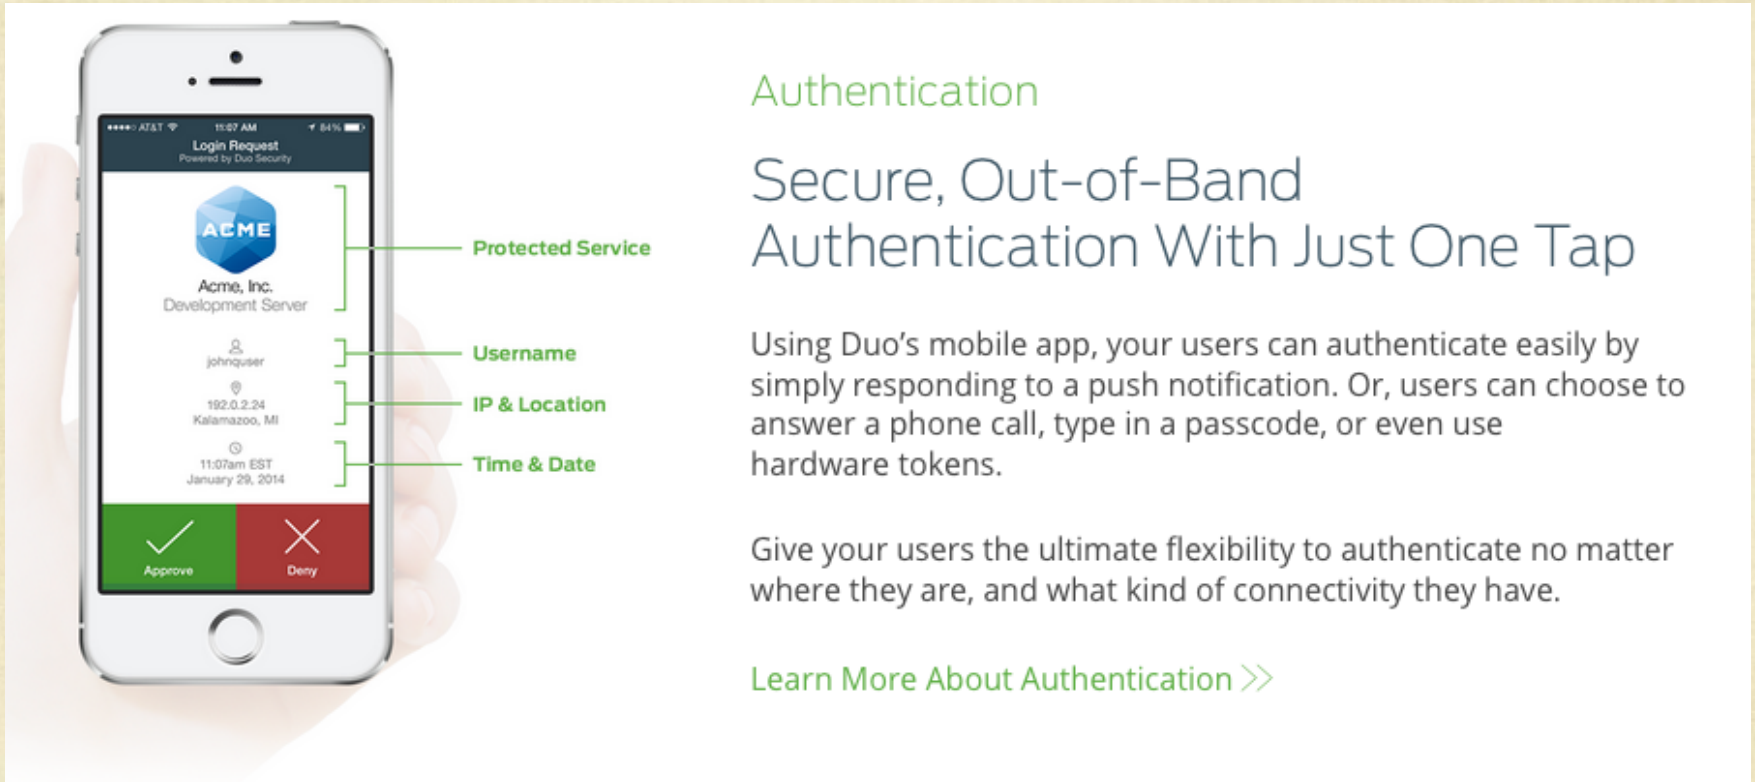 AT&T 11:07 AM 84%
Login Request
Powered by Duo Security
ACME
Acme, Inc.
Development Server
johnquser
192.0.2.24
Kalamazoo, MI
11:07am EST
January 29, 2014
Approve Deny
Protected Service
Username
IP & Location
Time & Date
Authentication
Secure, Out-of-Band
Authentication With Just One Tap
Using Duo’s mobile app, your users can authenticate easily by
simply responding to a push notification. Or, users can choose to
answer a phone call, type in a passcode, or even use
hardware tokens.
Give your users the ultimate flexibility to authenticate no matter
where they are, and what kind of connectivity they have.
Learn More About Authentication >>